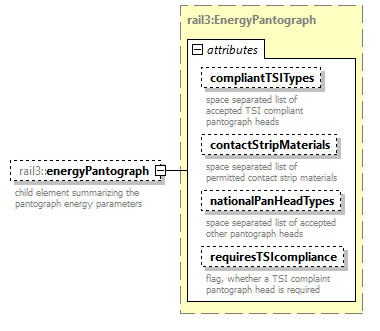 rail3:EnergyPantograph
attributes
compliantTSITypes
space separated list of
accepted TSI compliant
pantograph heads
contactStripMaterials
space separated list of
permitted contact strip materials
rail3::energyPantograph
child element summarizing the
pantograph energy parameters
nationalPanHeadTypes
space separated list of accepted
other pantograph heads
requiresTSIcompliance
flag, whether a TSI complaint
pantograph head is required